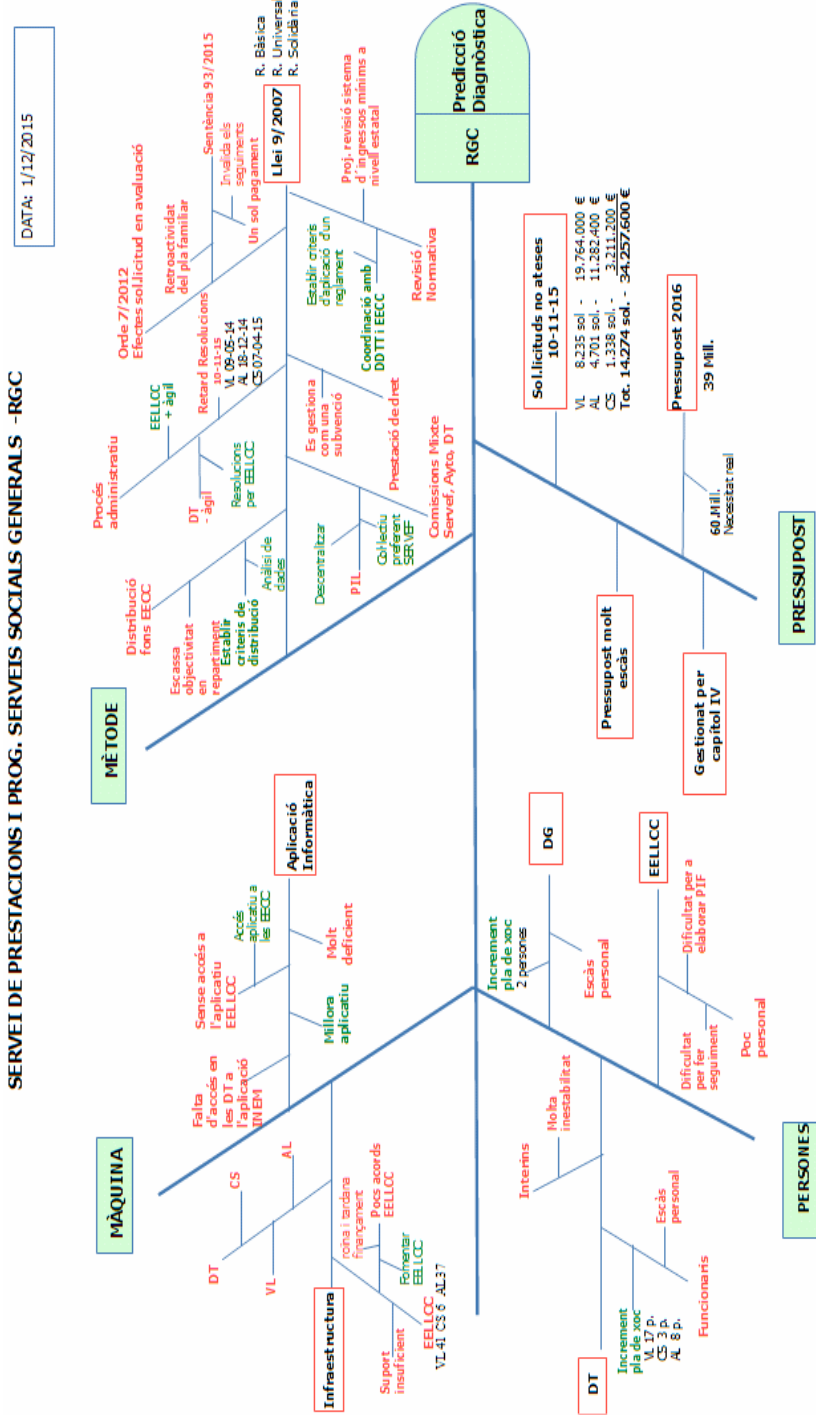 SERVEI DE PRESTACIONS I PROG. SERVEIS SOCIALS GENERALS -RGC
DATA: 1/12/2015
MÀQUINA
DT
CS
VL
AL
Infraestructura
roïna i tardana
finançament
Pocs acords
EELLCC
Fomentar
EELLCC
Suport
insuficient
EELLCC
VL 41 CS 6 AL37
Falta
d'accés en
les DT a
l'aplicació
INEM
Sense accés a
l'aplicatiu
EELLCC
Accés
aplicatiu a
les EECC
Aplicació
Informàtica
Millora
aplicatiu
Molt
deficient
MÈTODE
Distribució
fons EECC
Escassa
objectivitat
en
repartiment
Establir
criteris de
distribució
Anàlisi de
dades
Procés
administratiu
EELLCC
+ àgil
DT
- àgil
Resolucions
per EELLCC
Retard Resolucions
10-11-15
VL 09-05-14
AL 18-12-14
CS 07-04-15
Orde 7/2012
Efectes sol.licitud en avaluació
Retroactividat
del pla familiar
Sentència 93/2015
Invalida els
seguiments
Un sol pagament
Llei 9/2007
R. Bàsica
R. Universa
R. Solidària
Descentralitzar
PIL
Col·lectiu
preferent
SERVEF
Comissions Mixte
Servef, Ayto, DT
Es gestiona
com una
subvenció
Prestació de dret
Establir criteris
d'aplicació d'un
reglament
Coordinació amb
DDTT i EECC
Proj. revisió sistema
d'ingressos mínims a
nivell estatal
Revisió
Normativa
RGC
Predicció
Diagnòstica
PERSONES
Interins
Molta
inestabilitat
DT
Increment
pla de xoc
VL 17 p.
CS 3 p.
AL 8 p.
Escàs
personal
Funcionaris
Increment
pla de xoc
2 persones
DG
Escàs
personal
EELLCC
Dificultat per a
elaborar PIF
Dificultat
per fer
seguiment
Poc
personal
PRESSUPOST
Sol.licituds no ateses
10-11-15
VL 8.235 sol - 19.764.000 €
AL 4.701 sol. - 11.282.400 €
CS 1.338 sol. - 3.211.200 €
Tot. 14.274 sol. - 34.257.600 €
Pressupost molt
escàs
Pressupost 2016
39 Mill.
60.Mill.
Necessitat real
Gestionat per
capítol IV